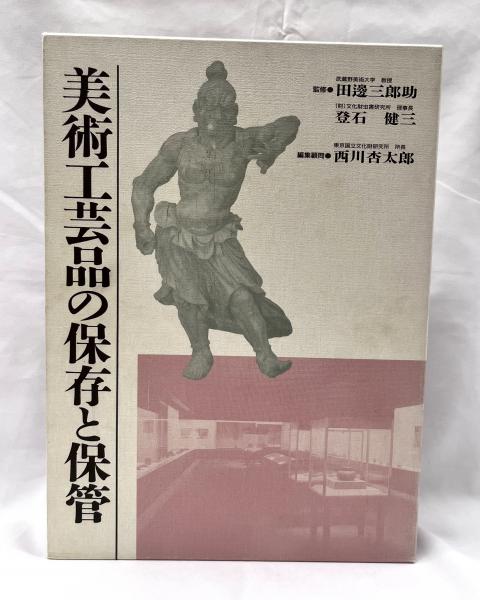 美術工芸品の保存と保管
武蔵野美術大学 教授
監修●田邊三郎助
(財)文化財虫害研究所 理事長
登石 健三
東京国立文化財研究所 所長
編集顧問●西川杏太郎